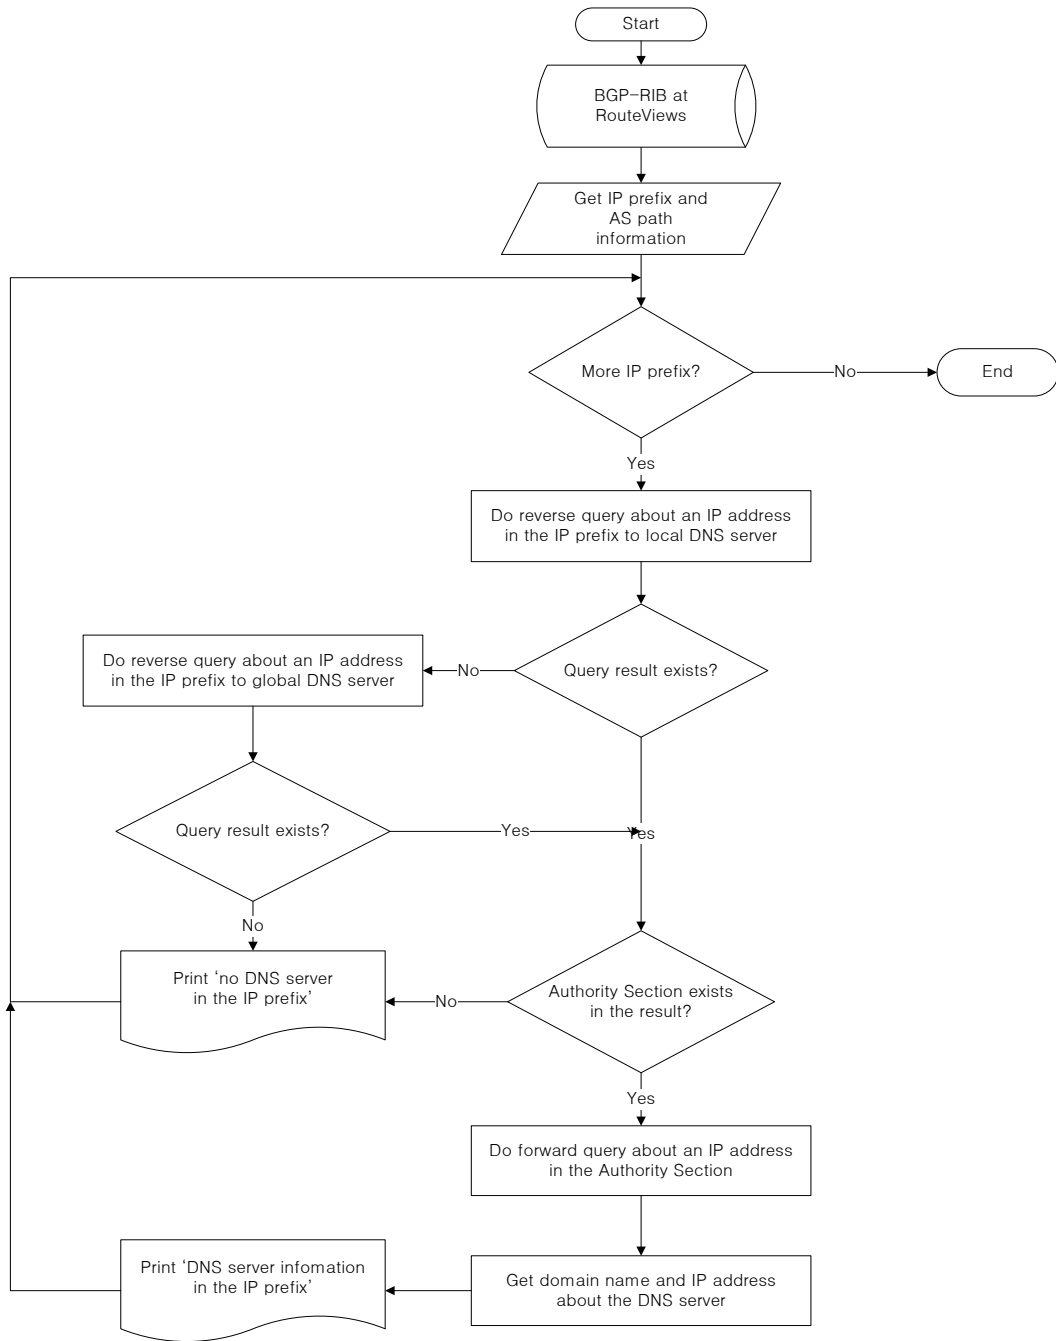 Start
BGP-RIB at
RouteViews
Get IP prefix and
AS path
information
More IP prefix?
No
End
Yes
Do reverse query about an IP address
in the IP prefix to local DNS server
Query result exists?
No
Do reverse query about an IP address
in the IP prefix to global DNS server
Query result exists?
Yes
Yes
No
Print ‘no DNS server
in the IP prefix’
No
Authority Section exists
in the result?
Yes
Do forward query about an IP address
in the Authority Section
Get domain name and IP address
about the DNS server
Print ‘DNS server infomation
in the IP prefix’